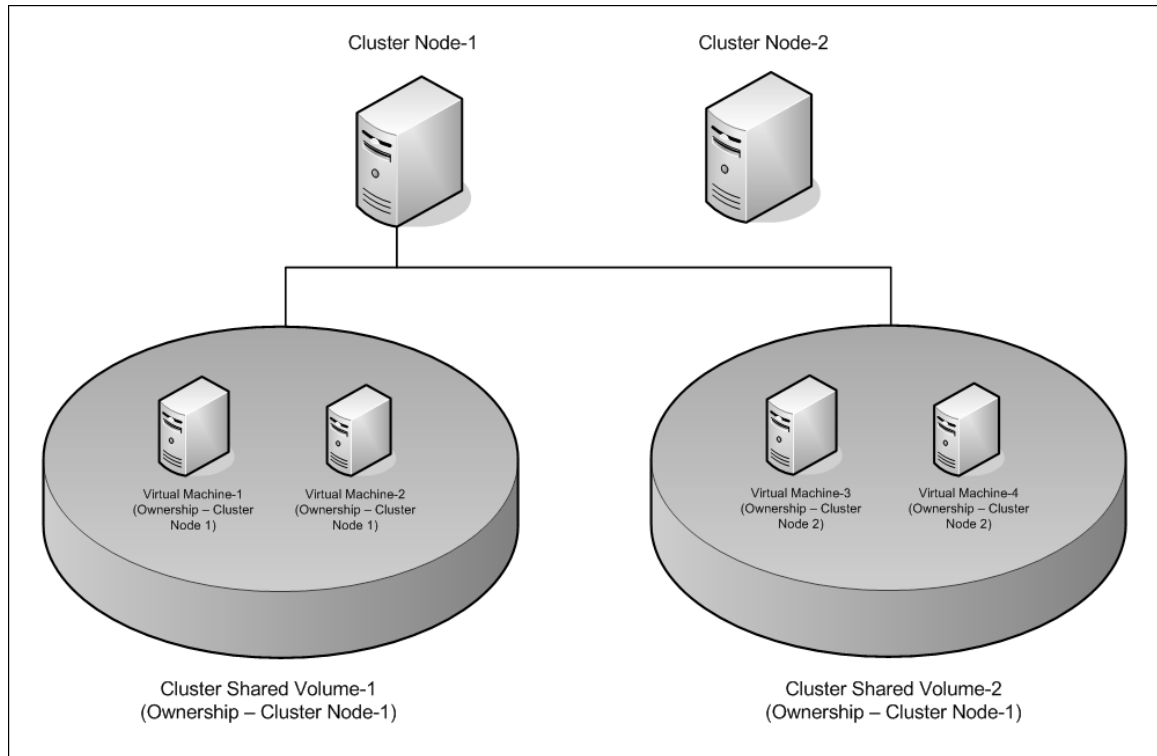 Cluster Node-1
Cluster Node-2
Virtual Machine-1
(Ownership – Cluster
Node 1)
Virtual Machine-2
(Ownership – Cluster
Node 1)
Virtual Machine-3
(Ownership – Cluster
Node 2)
Virtual Machine-4
(Ownership – Cluster
Node 2)
Cluster Shared Volume-1
(Ownership – Cluster Node-1)
Cluster Shared Volume-2
(Ownership – Cluster Node-1)